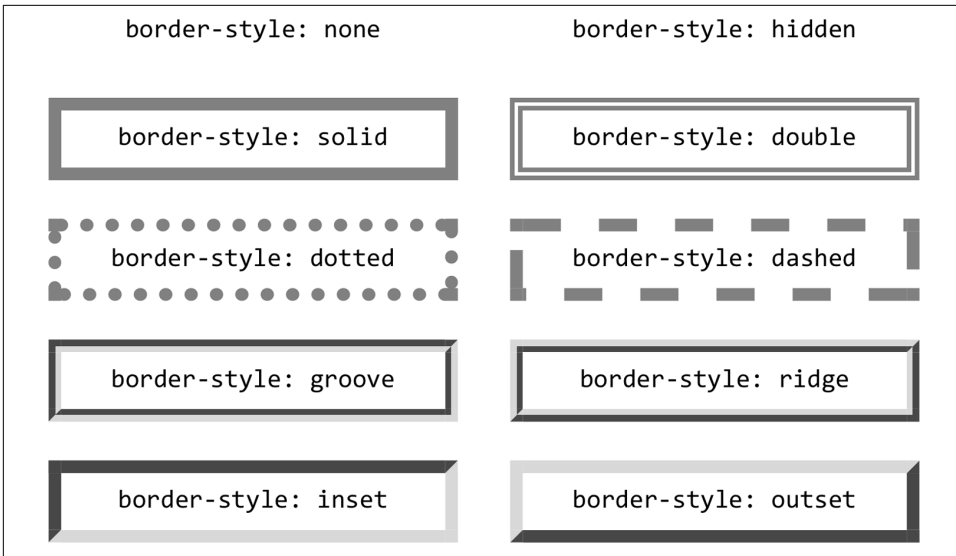 border-style: none
border-style: hidden
border-style: solid
border-style: double
border-style: dotted
border-style: dashed
border-style: groove
border-style: ridge
border-style: inset
border-style: outset